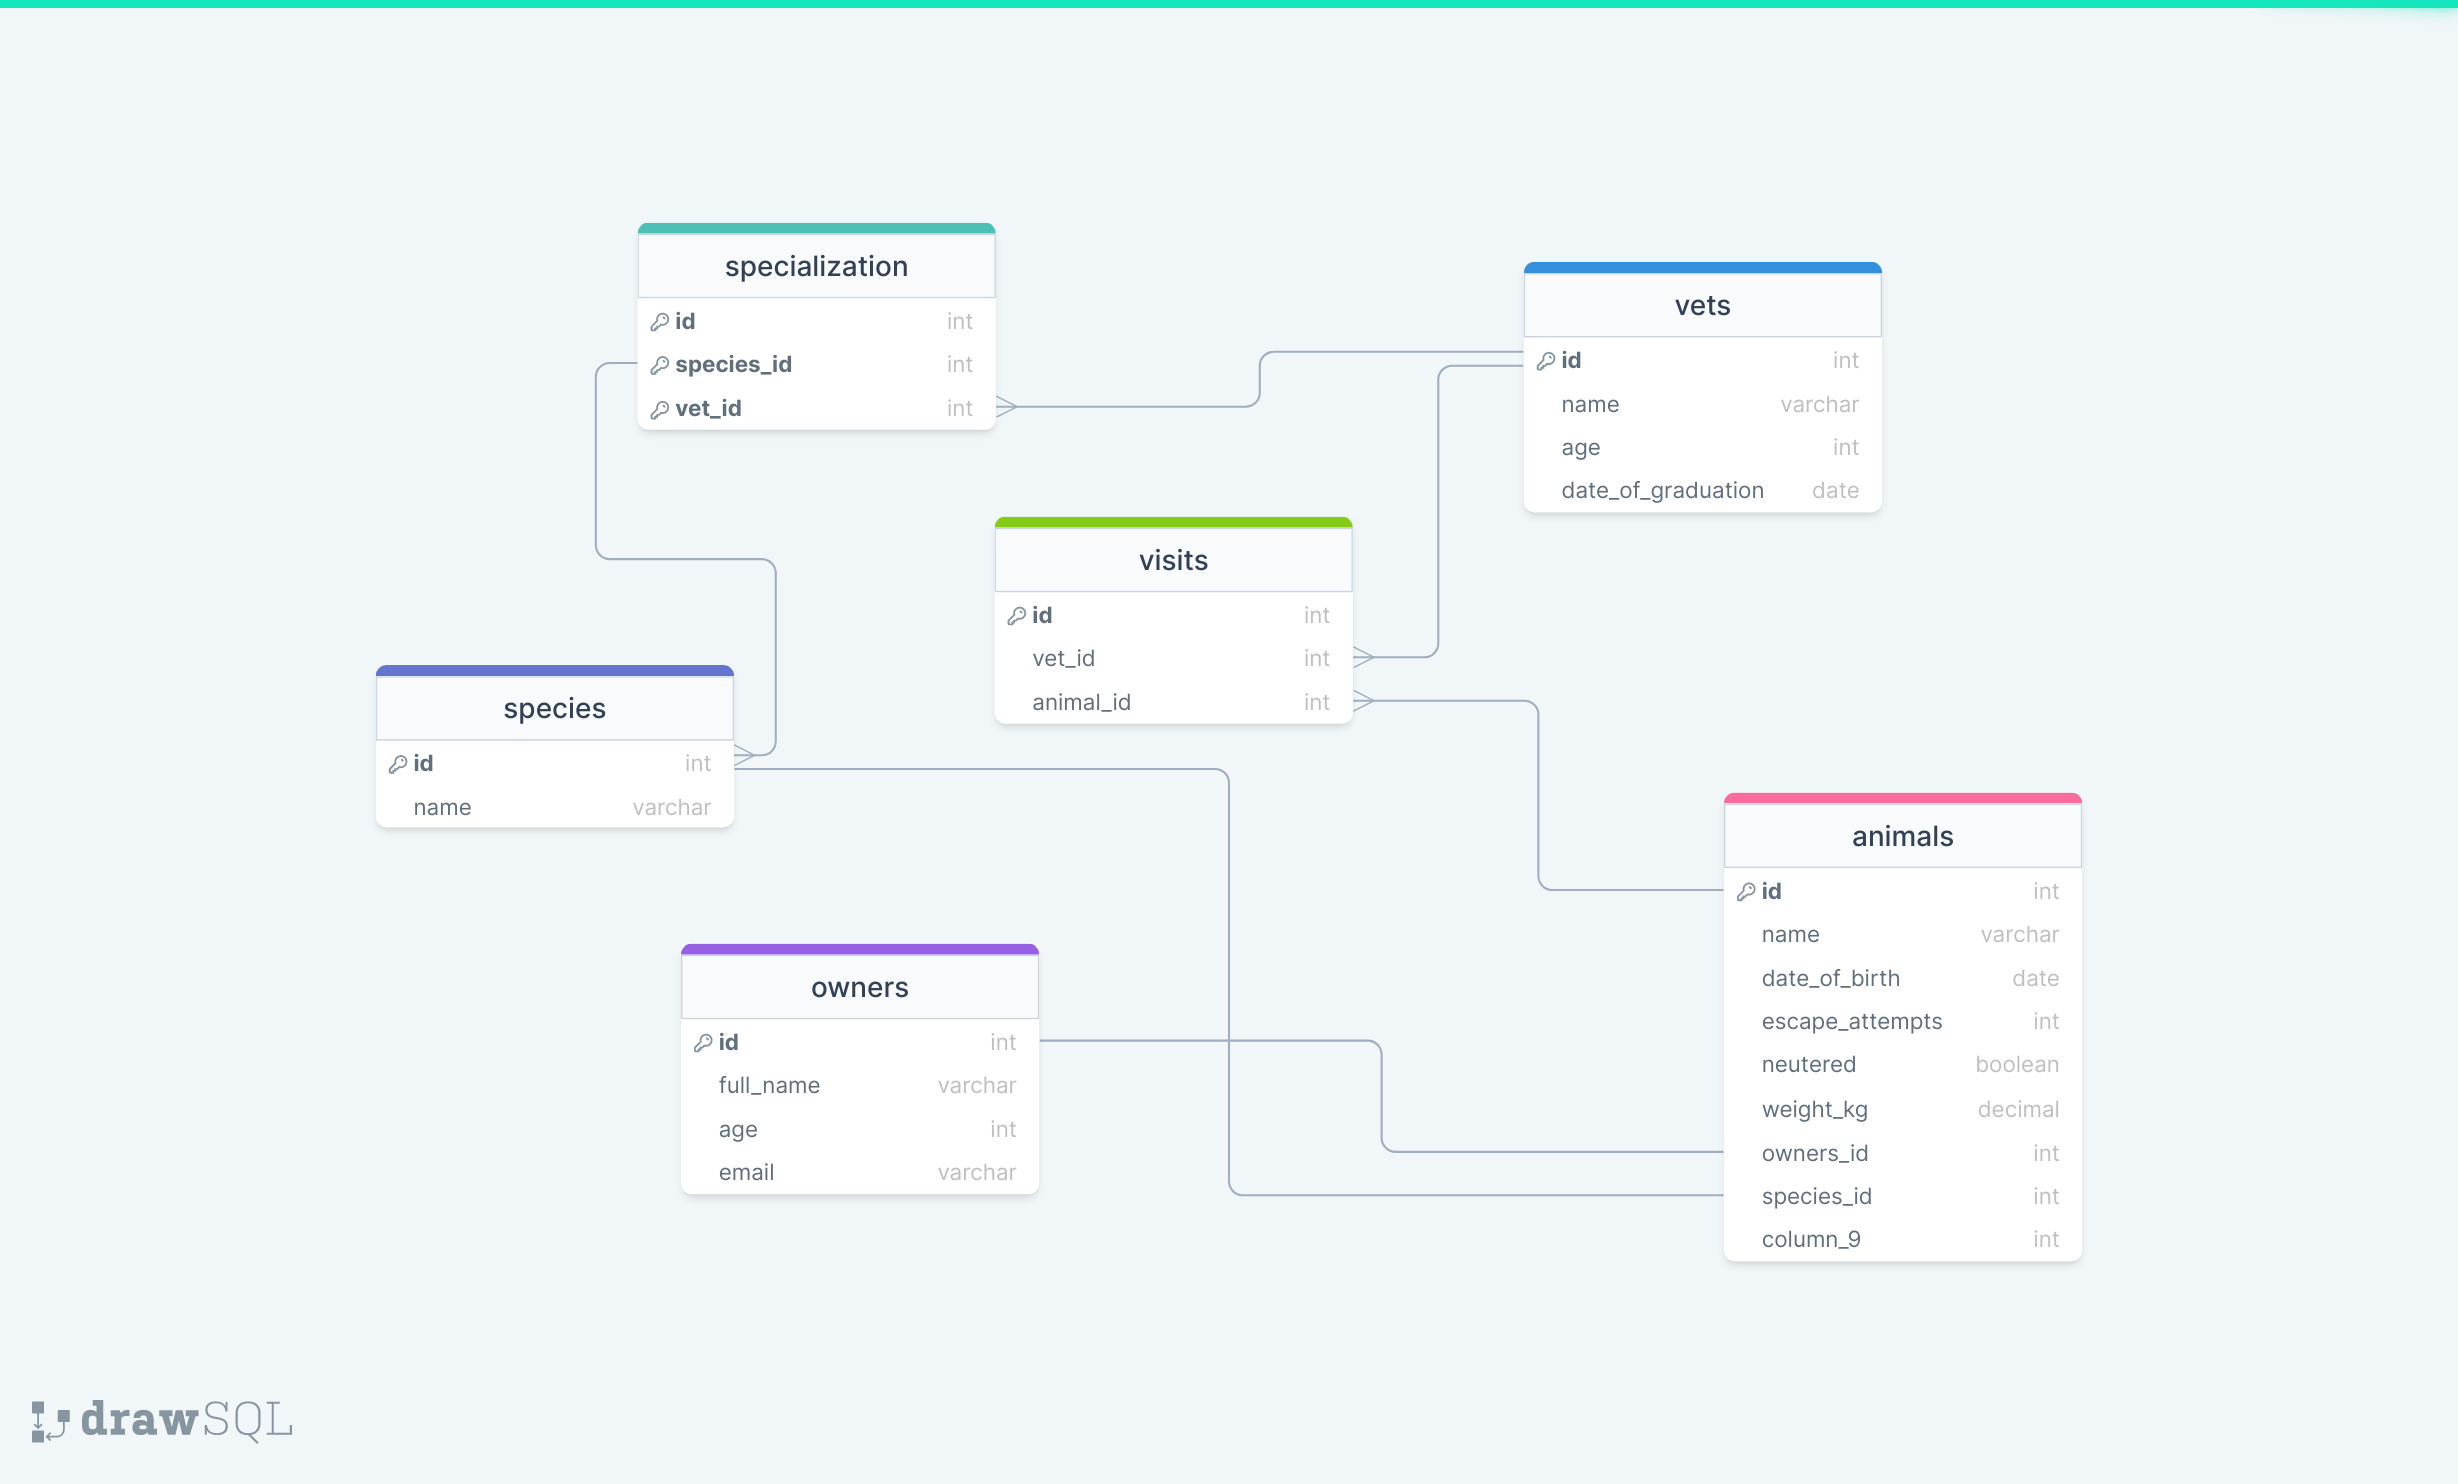 specialization
id int
species_id int
vet_id int
vets
id int
name varchar
age int
date_of_graduation date
visits
id int
vet_id int
animal_id int
species
id int
name varchar
animals
id int
name varchar
date_of_birth date
escape_attempts int
neutered boolean
weight_kg decimal
owners_id int
species_id int
column_9 int
owners
id int
full_name varchar
age int
email varchar
drawSQL